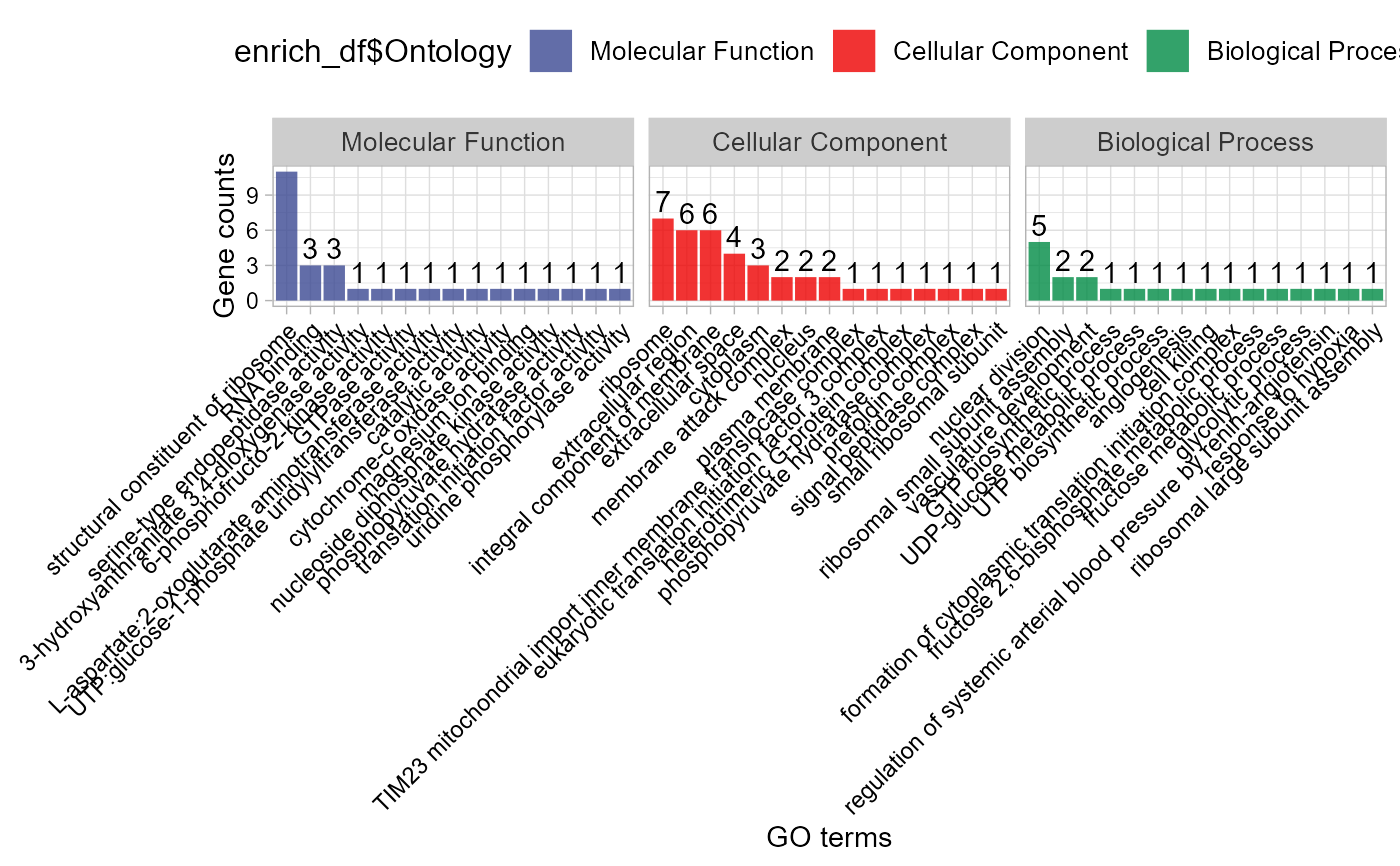 enrich_df$Ontology Molecular Function Cellular Component Biological Proce
Molecular Function Cellular Component Biological Process
Gene counts
9
6
3
0
3 3 1 1 1 1 1 1 1 1 1 1 1 1
7 6 6 4 3 2 2 2 1 1 1 1 1 1 1
5 2 2 1 1 1 1 1 1 1 1 1 1 1 1
structural constituent of ribosome
RNA binding
serine-type endopeptidase activity
3-hydroxyanthranilate 3,4-dioxygenase activity
6-phosphofructo-2-kinase activity
GTPase activity
L-aspartate:2-oxoglutarate aminotransferase activity
UTP:glucose-1-phosphate uridylyltransferase activity
catalytic activity
cytochrome-c oxidase activity
magnesium ion binding
nucleoside diphosphate kinase activity
phosphopyruvate hydratase activity
translation initiation factor activity
uridine phosphorylase activity
ribosome
extracellular region
integral component of membrane
extracellular space
cytoplasm
membrane attack complex
nucleus
plasma membrane
TIM23 mitochondrial import inner membrane translocase complex
eukaryotic translation initiation factor 3 complex
heterotrimeric G-protein complex
phosphopyruvate hydratase complex
prefoldin complex
signal peptidase complex
small ribosomal subunit
nuclear division
ribosomal small subunit assembly
vasculature development
GTP biosynthetic process
UDP-glucose metabolic process
UTP biosynthetic process
angiogenesis
cell killing
formation of cytoplasmic translation initiation complex
fructose 2,6-bisphosphate metabolic process
fructose metabolic process
glycolytic process
regulation of systemic arterial blood pressure by renin-angiotensin
response to hypoxia
ribosomal large subunit assembly
GO terms